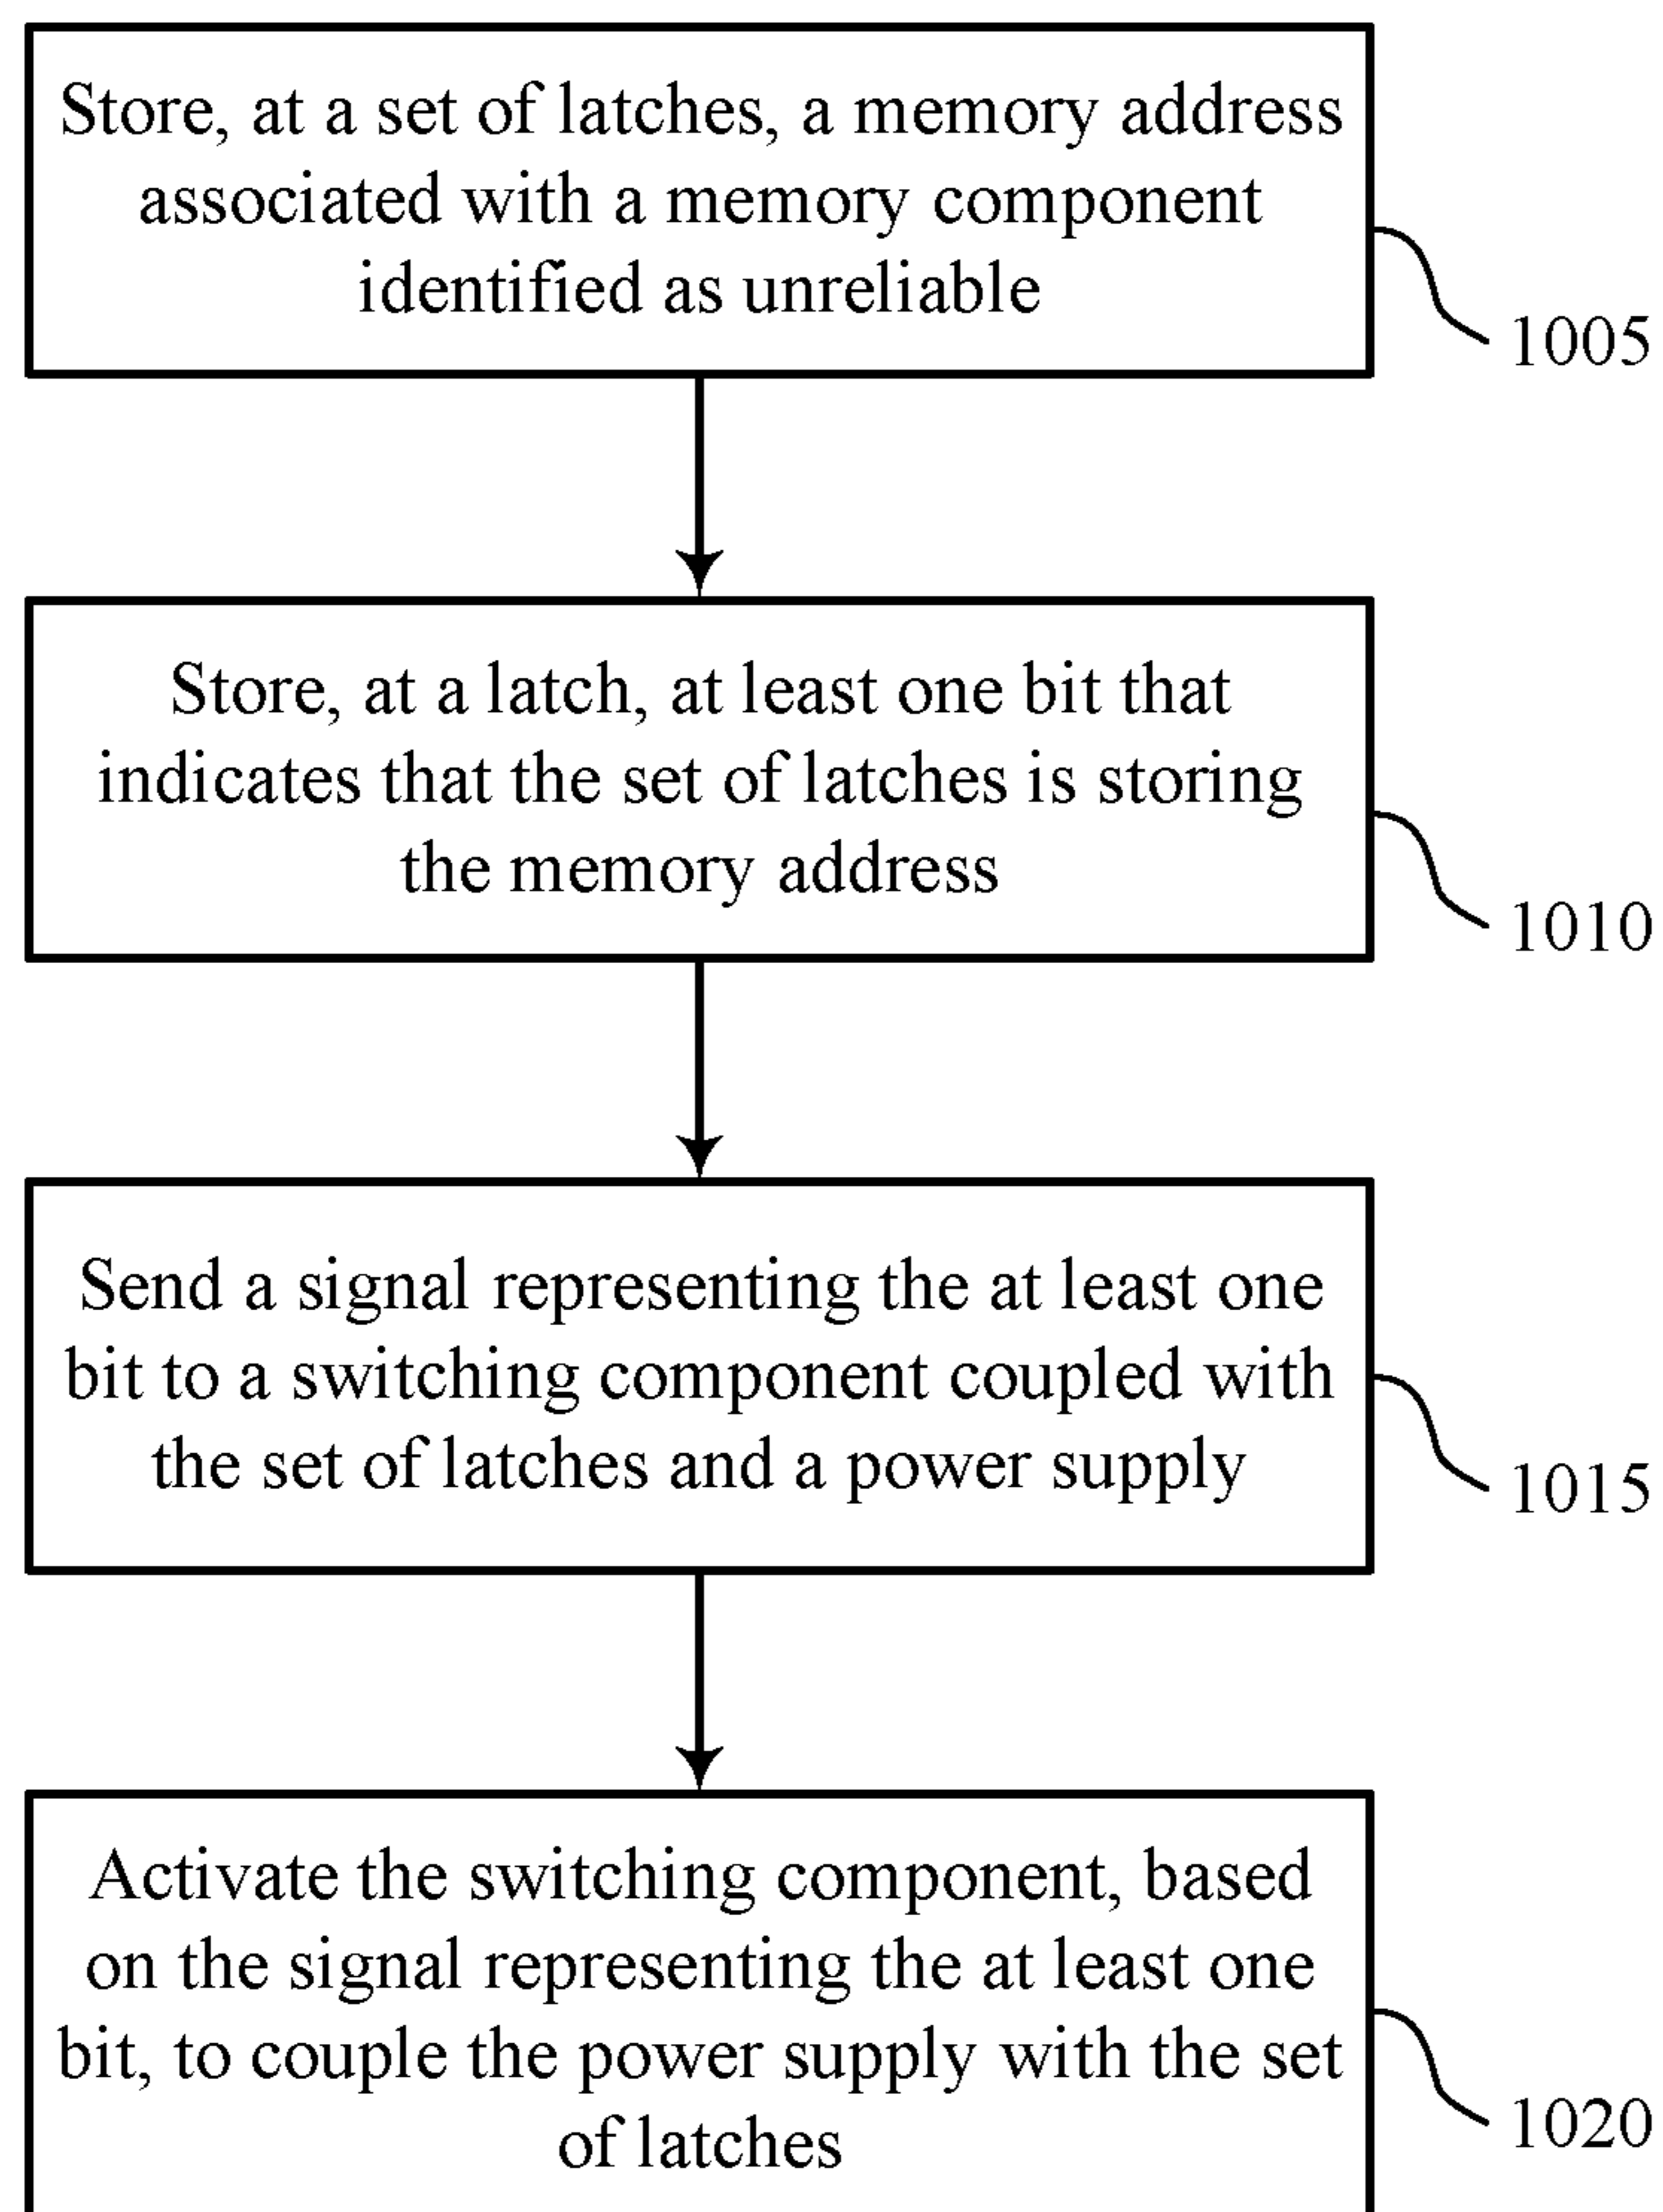 Store, at a set of latches, a memory address
associated with a memory component
identified as unreliable
1005
Store, at a latch, at least one bit that
indicates that the set of latches is storing
the memory address
1010
Send a signal representing the at least one
bit to a switching component coupled with
the set of latches and a power supply
1015
Activate the switching component, based
on the signal representing the at least one
bit, to couple the power supply with the set
of latches
1020